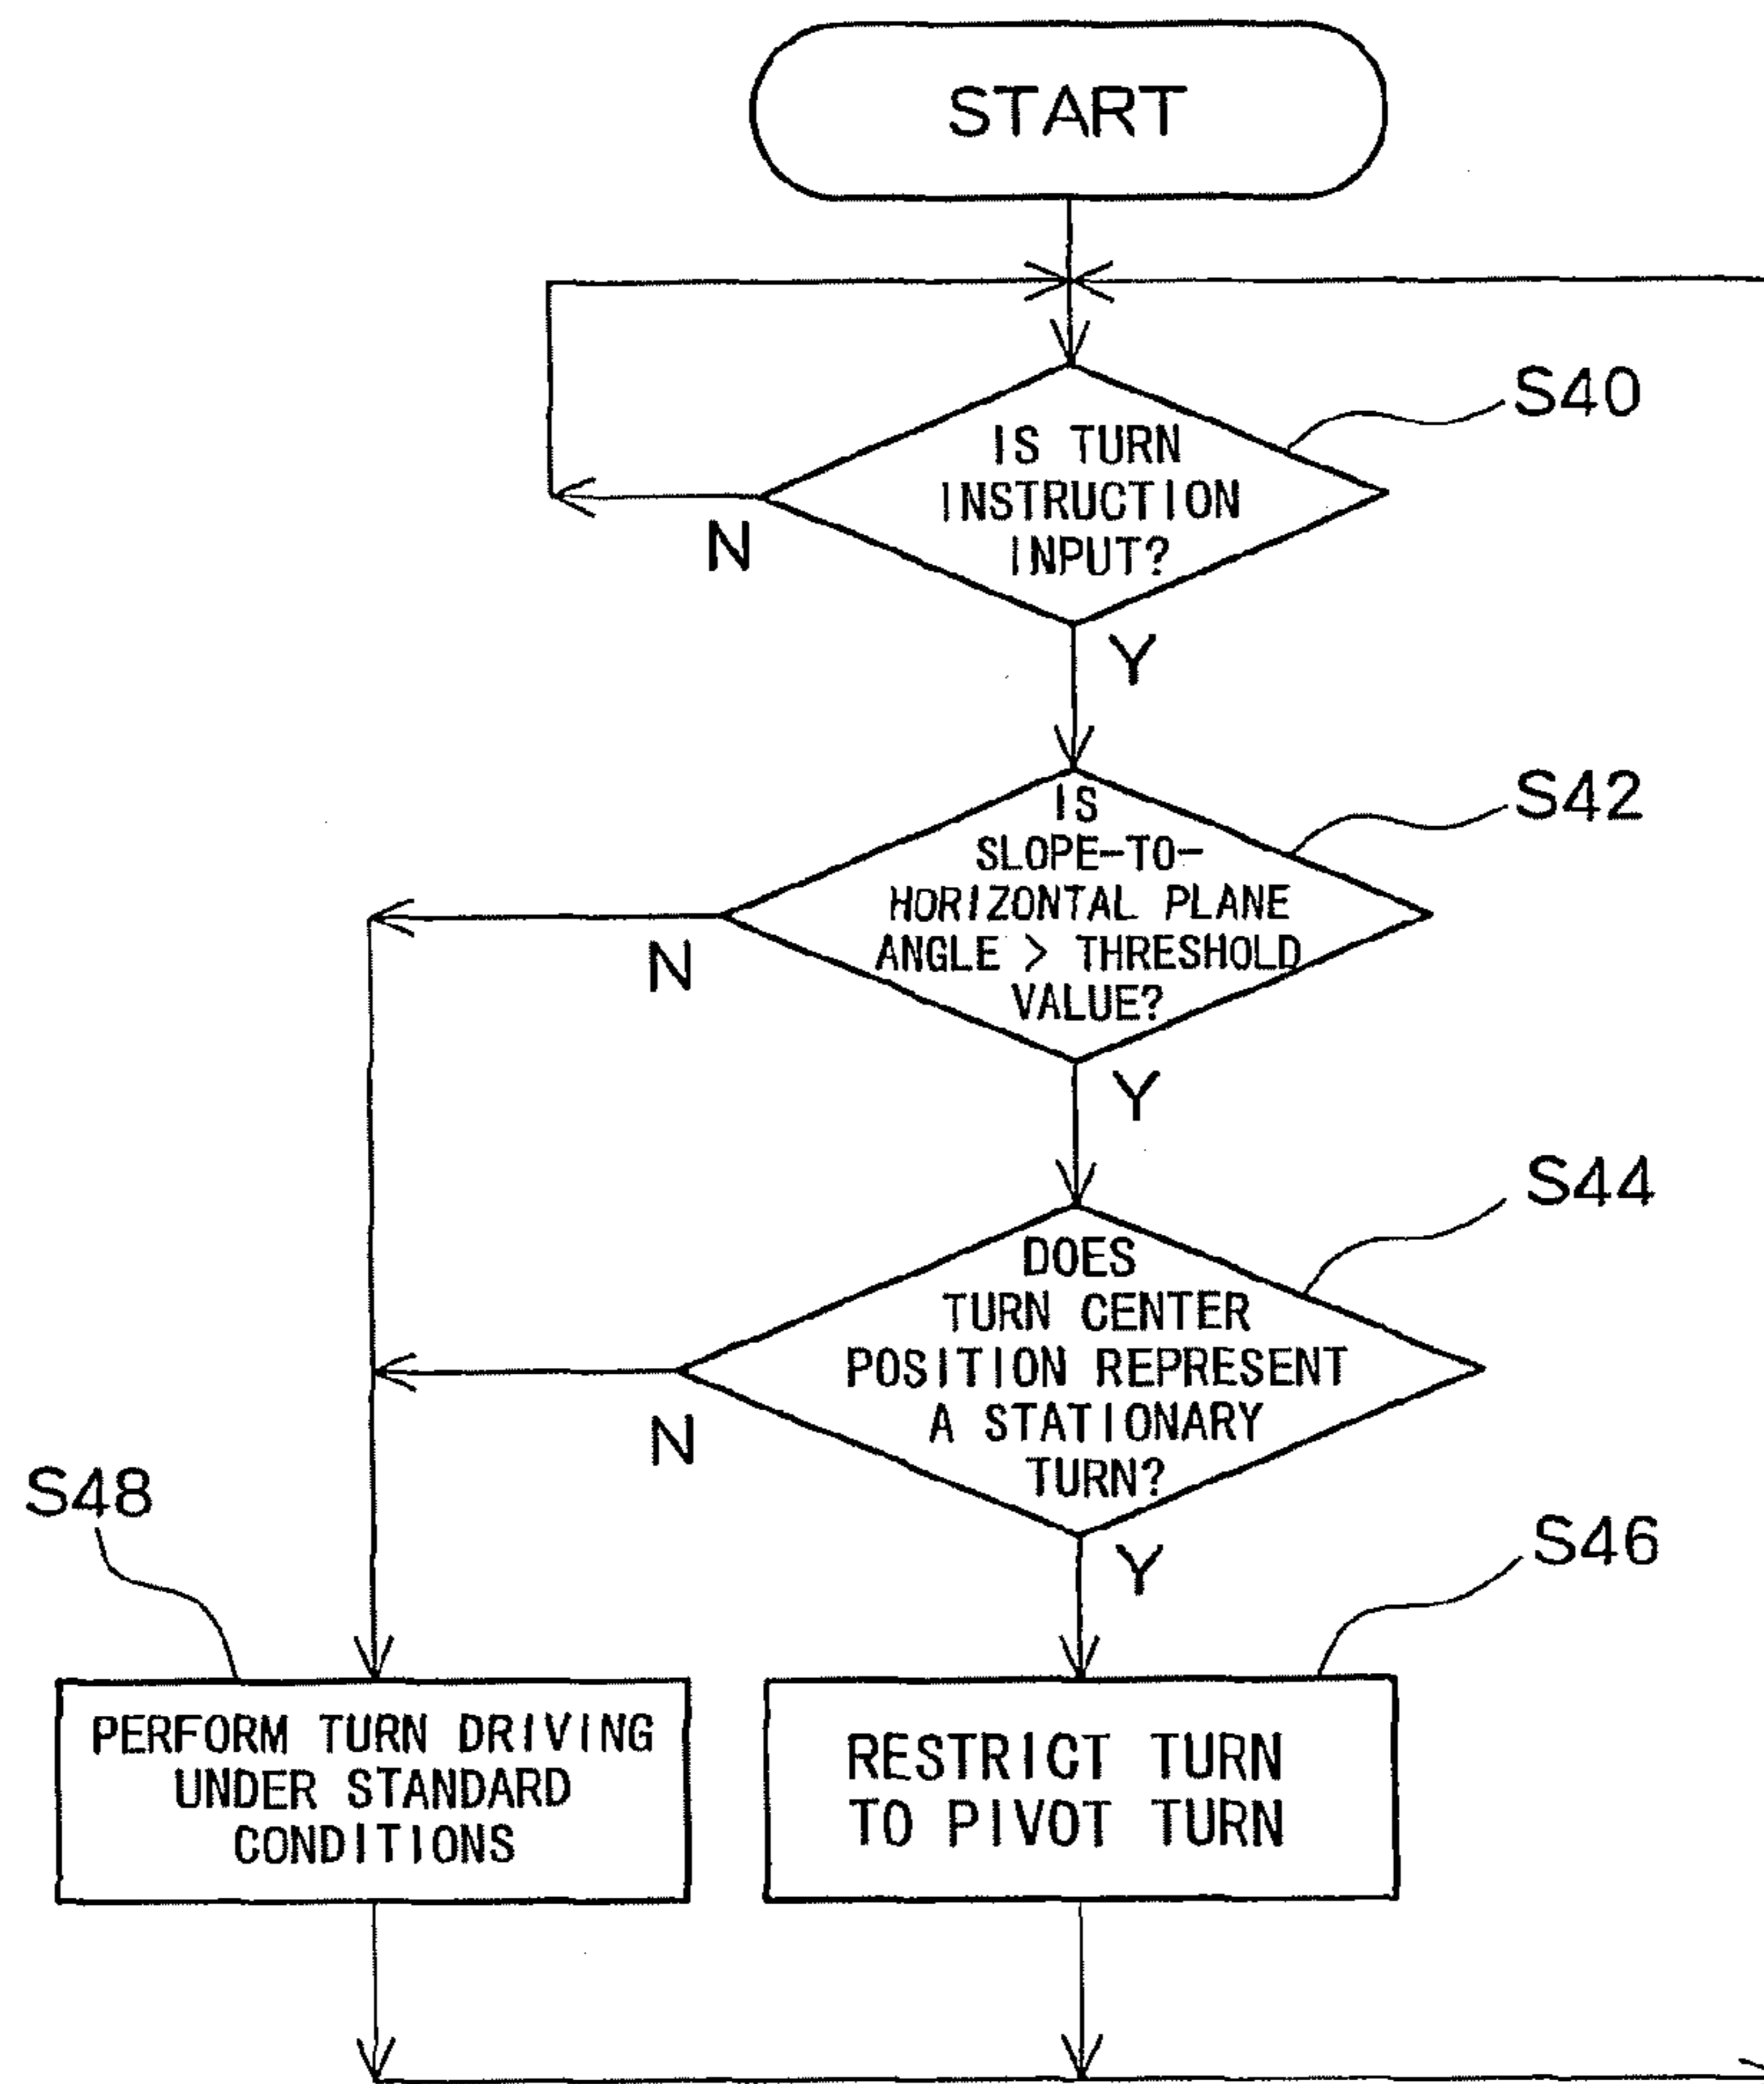 START
S40
IS TURN
INSTRUCTION
INPUT?
N
Y
S42
IS
SLOPE-TO-
HORIZONTAL PLANE
ANGLE > THRESHOLD
VALUE?
N
Y
S44
DOES
TURN CENTER
POSITION REPRESENT
A STATIONARY
TURN?
N
Y
S48
S46
PERFORM TURN DRIVING
UNDER STANDARD
CONDITIONS
RESTRICT TURN
TO PIVOT TURN